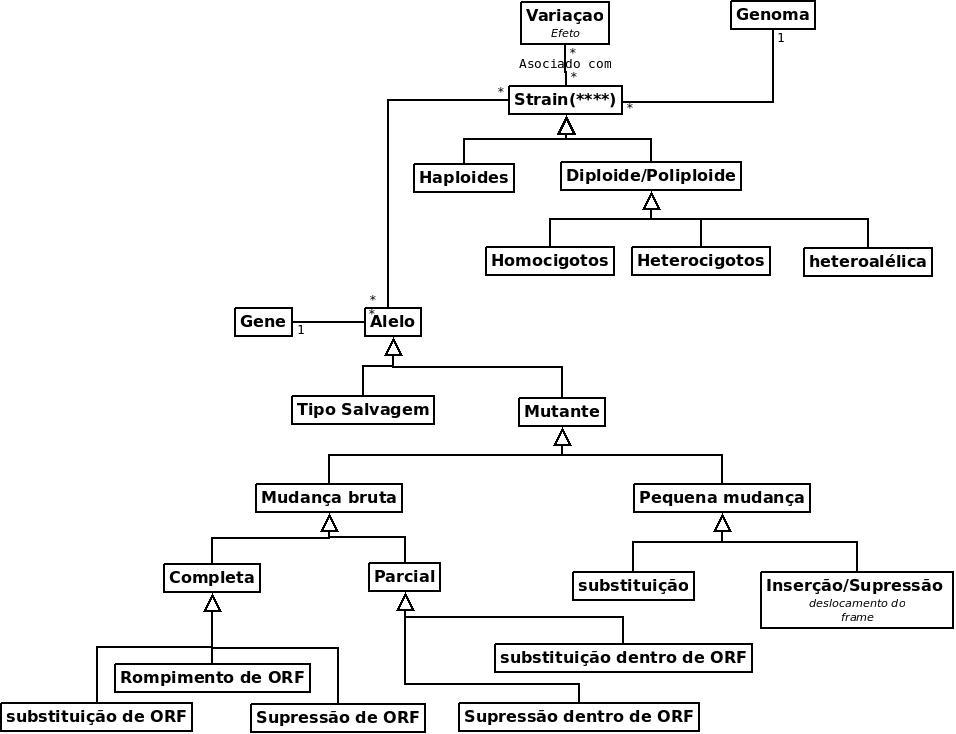 Variaçao
Efeto
Genoma
1
*
Asociado com
*
*
Strain(****)
*
Haploides
Diploide/Poliploide
Homocigotos
Heterocigotos
heteroalélica
*
*
Gene
1
Alelo
Tipo Salvagem
Mutante
Mudança bruta
Pequena mudança
Completa
Parcial
substituição
Inserção/Supressão
deslocamento do
frame
substituição dentro de ORF
Rompimento de ORF
substituição de ORF
Supressão de ORF
Supressão dentro de ORF